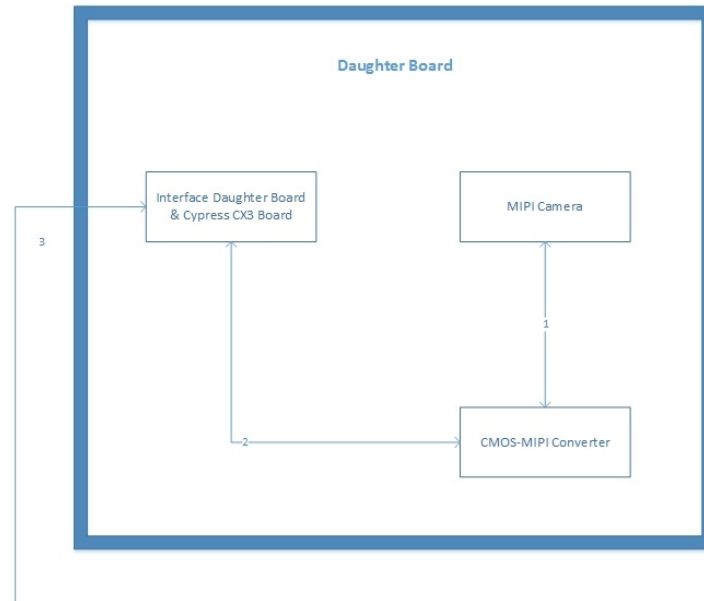 Daughter Board
Interface Daughter Board
& Cypress CX3 Board
MIPI Camera
3
1
2
CMOS-MIPI Converter